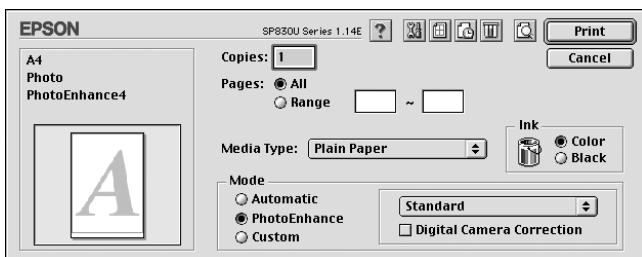 EPSON
SP830U Series 1.14E
?
Print
Cancel
A4
Photo
PhotoEnhance4
A
Copies: 1
Pages: All
Range ~
Media Type: Plain Paper
Ink
Color
Black
Mode
Automatic
PhotoEnhance
Custom
Standard
Digital Camera Correction